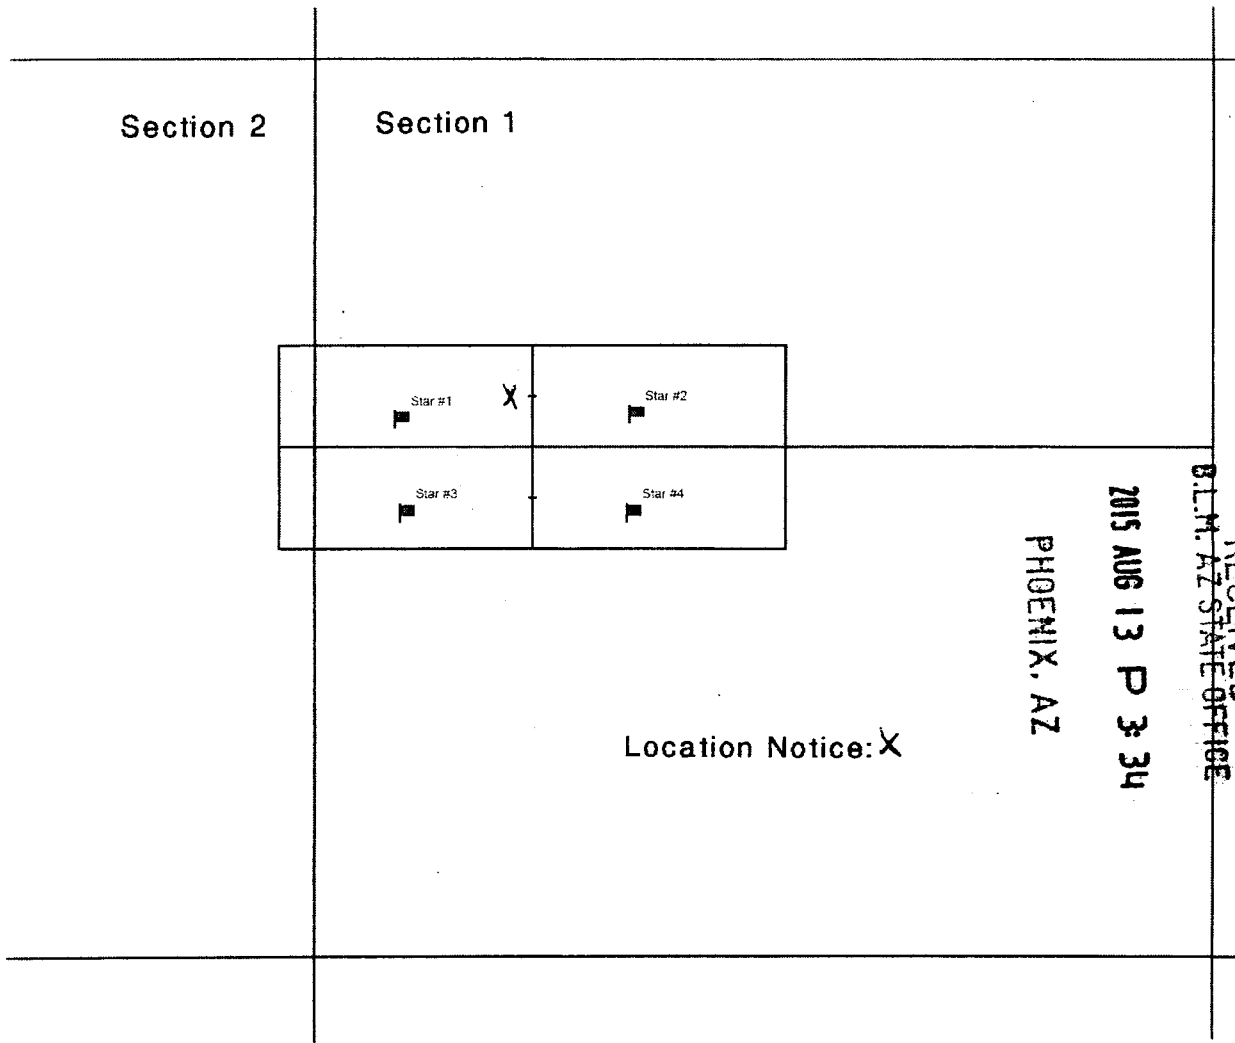 Section 2
Section 1
Star #1
X
Star #2
Star #3
Star #4
Location Notice: X
RECEIVED
B.L.M. AZ STATE OFFICE
2015 AUG 13 P 3:34
PHOENIX, AZ